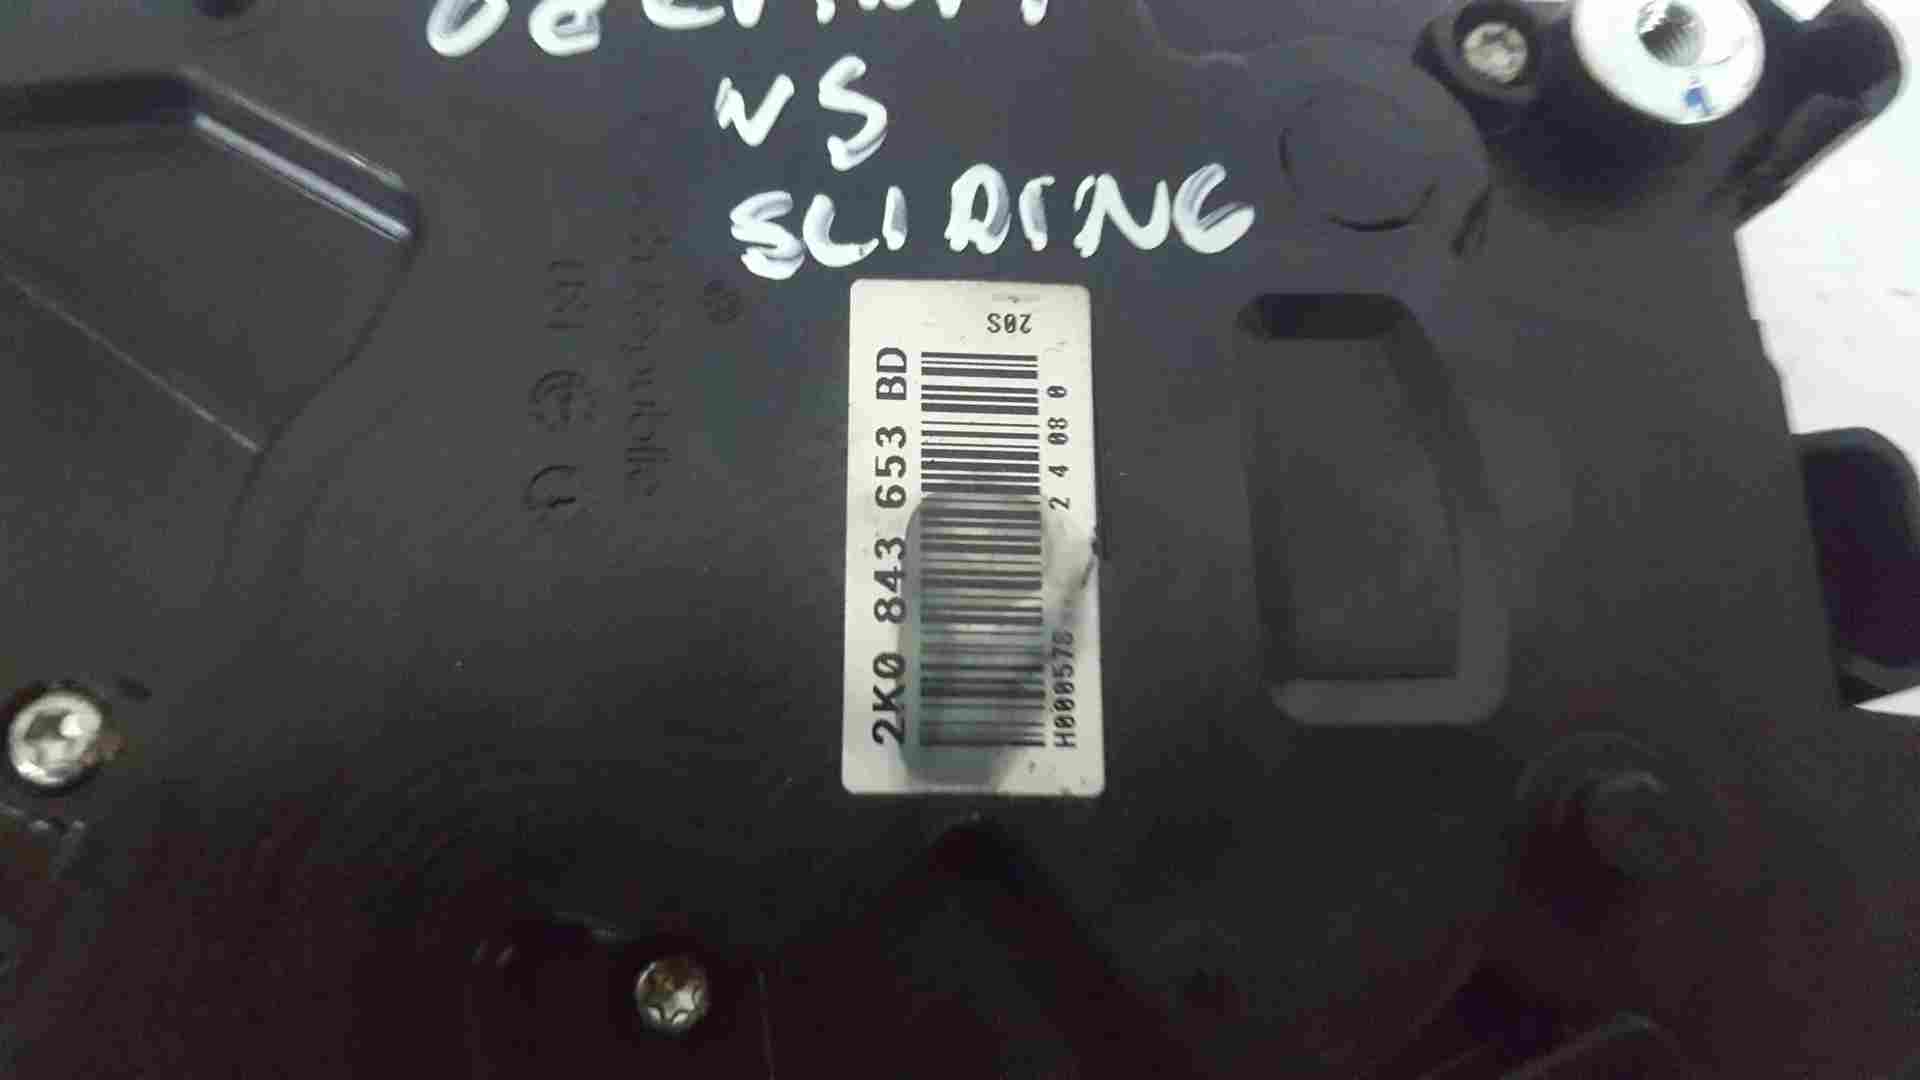 NS
SLIDING
20S
2K0 843 653 BD
2 4 08 0
H000578